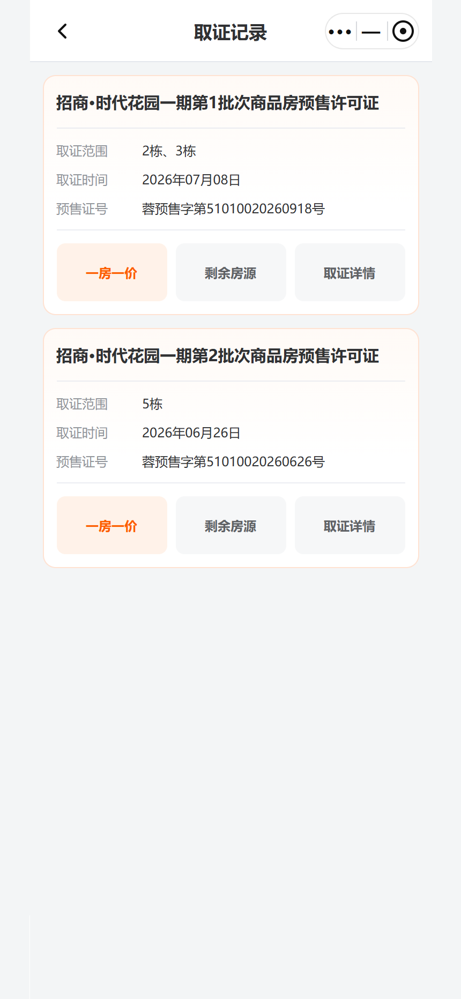 取证记录
招商·时代花园一期第1批次商品房预售许可证
取证范围 2栋、3栋
取证时间 2026年07月08日
预售证号 蓉预售字第51010020260918号
一房一价 剩余房源 取证详情
招商·时代花园一期第2批次商品房预售许可证
取证范围 5栋
取证时间 2026年06月26日
预售证号 蓉预售字第51010020260626号
一房一价 剩余房源 取证详情